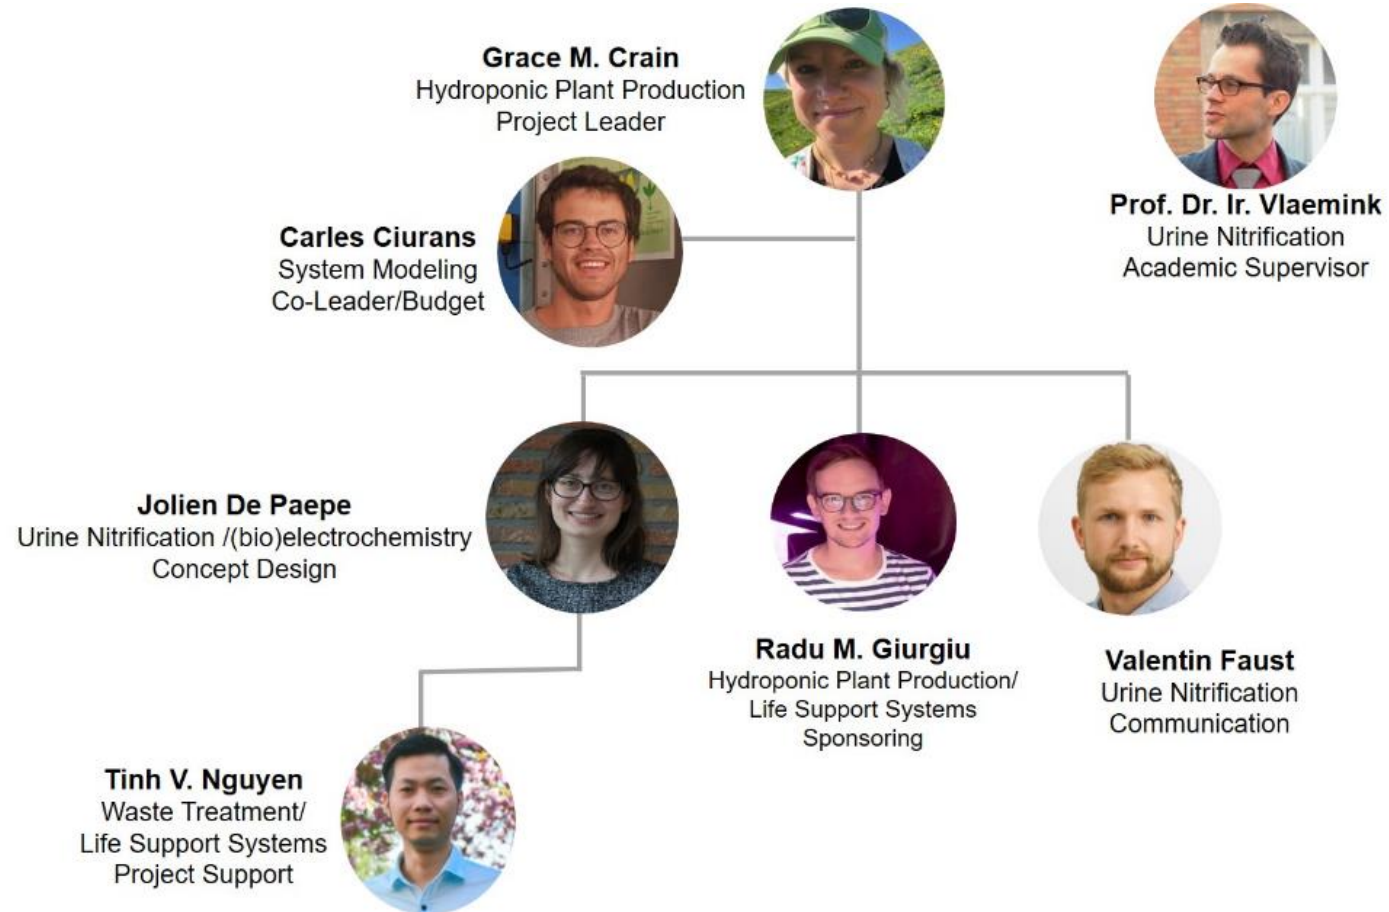 Grace M. Crain
Hydroponic Plant Production
Project Leader
Prof. Dr. Ir. Vlaemink
Urine Nitrification
Academic Supervisor
Carles Ciurans
System Modeling
Co-Leader/Budget
Jolien De Paepe
Urine Nitrification /(bio)electrochemistry
Concept Design
Radu M. Giurgiu
Hydroponic Plant Production/
Life Support Systems
Sponsoring
Valentin Faust
Urine Nitrification
Communication
Tinh V. Nguyen
Waste Treatment/
Life Support Systems
Project Support